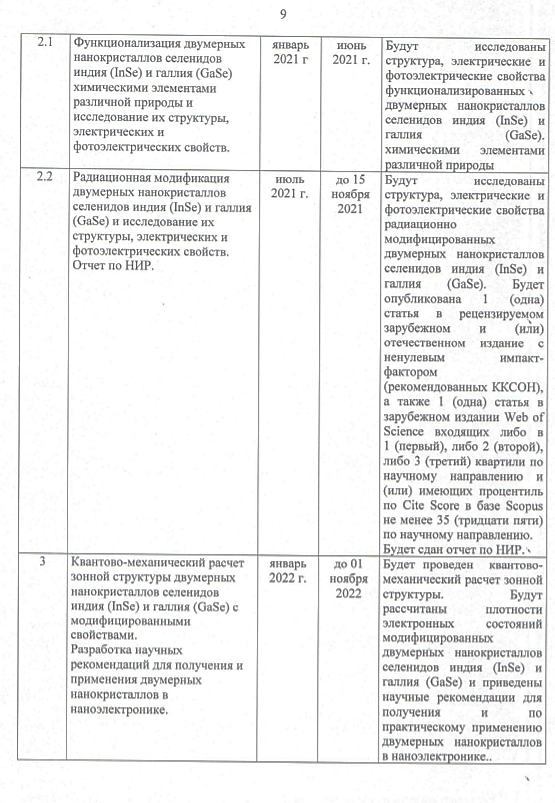 9
2.1
Функционализация двумерных
нанокристаллов селенидов
индия (InSe) и галлия (GaSe)
химическими элементами
различной природы и
исследование их структуры,
электрических и
фотоэлектрических свойств.
январь
2021 г
июнь
2021 г.
Будут исследованы
структура, электрические и
фотоэлектрические свойства
функционализированных
двумерных нанокристаллов
селенидов индия (InSe) и
галлия (GaSe).
химическими элементами
различной природы
2.2
Радиационная модификация
двумерных нанокристаллов
селенидов индия (InSe) и галлия
(GaSe) и исследование их
структуры, электрических и
фотоэлектрических свойств.
Отчет по НИР.
июль
2021 г.
до 15
ноября
2021
Будут исследованы
структура, электрические и
фотоэлектрические свойства
радиационно
модифицированных
двумерных нанокристаллов
селенидов индия (InSe) и
галлия (GaSe). Будет
опубликована 1 (одна)
статья в рецензируемом
зарубежном и (или)
отечественном издание с
ненулевым импакт-
фактором
(рекомендованных ККСОН),
а также 1 (одна) статья в
зарубежном издании Web of
Science входящих либо в
1 (первый), либо 2 (второй),
либо 3 (третий) квартили по
научному направлению и
(или) имеющих процентиль
по Cite Score в базе Scopus
не менее 35 (тридцати пяти)
по научному направлению.
Будет сдан отчет по НИР.
3
Квантово-механический расчет
зонной структуры двумерных
нанокристаллов селенидов
индия (InSe) и галлия (GaSe) с
модифицированными
свойствами.
Разработка научных
рекомендаций для получения и
применения двумерных
нанокристаллов в
наноэлектронике.
январь
2022 г.
до 01
ноября
2022
Будет проведен квантово-
механический расчет зонной
структуры. Будут
рассчитаны плотности
электронных состояний
модифицированных
двумерных нанокристаллов
селенидов индия (InSe) и
галлия (GaSe) и приведены
научные рекомендации для
получения и по
практическому применению
двумерных нанокристаллов
в наноэлектронике..